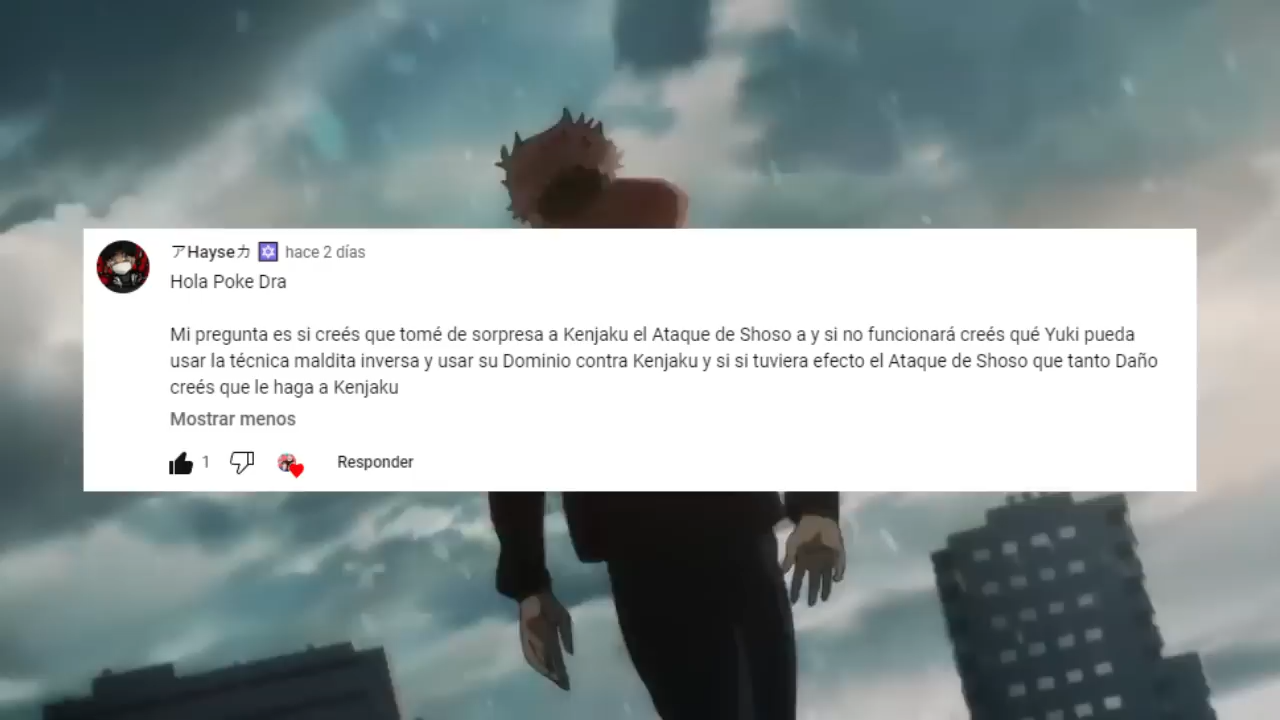 アHayseカ hace 2 días
Hola Poke Dra
Mi pregunta es si creés que tomé de sorpresa a Kenjaku el Ataque de Shoso a y si no funcionará creés qué Yuki pueda
usar la técnica maldita inversa y usar su Dominio contra Kenjaku y si si tuviera efecto el Ataque de Shoso que tanto Daño
creés que le haga a Kenjaku
Mostrar menos
1 Responder